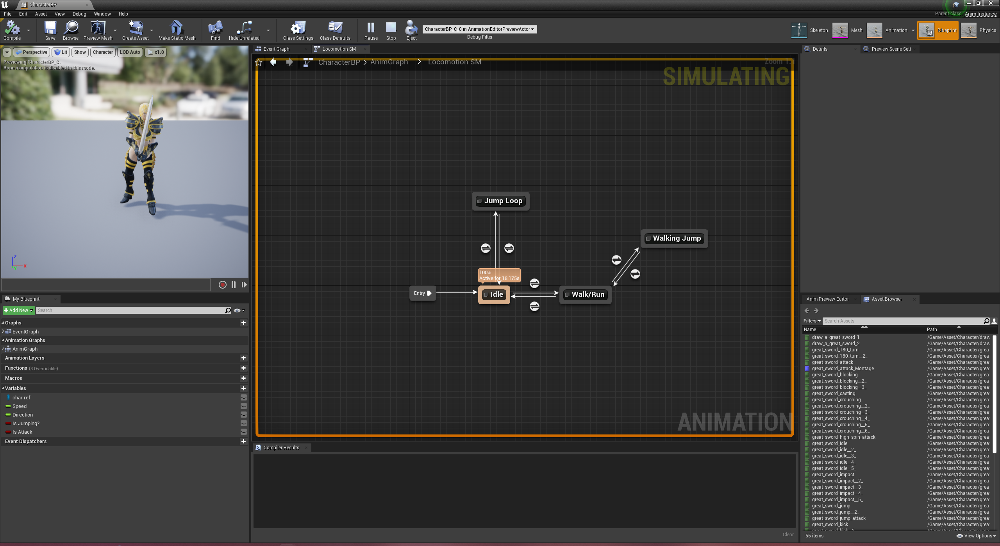 CharacterBP
File Edit Asset View Debug Window Help
Parent class: Anim Instance
Compile Save Browse Preview Mesh Create Asset Make Static Mesh Find Hide Unrelated Class Settings Class Defaults Pause Stop Eject
CharacterBP_C_0 in AnimationEditorPreviewActor
Debug Filter
Skeleton Mesh Animation Blueprint Physics
Perspective Lit Show Character LOD Auto x1.0
Previewing CharacterBP_C.
Bone manipulation is disabled in this mode.
Z
X
Event Graph
Locomotion SM
CharacterBP > AnimGraph > Locomotion SM
Zoom 1:1
SIMULATING
Jump Loop
Walking Jump
100%
Active for 18.175s
Entry
Idle
Walk/Run
ANIMATION
Compiler Results
Clear
My Blueprint
Add New
Search
Graphs
EventGraph
Animation Graphs
AnimGraph
Animation Layers
Functions (3 Overridable)
Macros
Variables
char ref
Speed
Direction
Is Jumping?
Is Attack
Event Dispatchers
Details
Preview Scene Sett
Anim Preview Editor
Asset Browser
Filters
Search Assets
Name Path
draw_a_great_sword_1 /Game/Asset/Character/draw
draw_a_great_sword_2 /Game/Asset/Character/draw
great_sword_180_turn /Game/Asset/Character/grea
great_sword_180_turn__2_ /Game/Asset/Character/grea
great_sword_attack /Game/Asset/Character/grea
great_sword_attack_Montage /Game/Asset/Character/grea
great_sword_blocking /Game/Asset/Character/grea
great_sword_blocking__2_ /Game/Asset/Character/grea
great_sword_blocking__3_ /Game/Asset/Character/grea
great_sword_casting /Game/Asset/Character/grea
great_sword_crouching /Game/Asset/Character/grea
great_sword_crouching__2_ /Game/Asset/Character/grea
great_sword_crouching__3_ /Game/Asset/Character/grea
great_sword_crouching__4_ /Game/Asset/Character/grea
great_sword_crouching__5_ /Game/Asset/Character/grea
great_sword_crouching__6_ /Game/Asset/Character/grea
great_sword_high_spin_attack /Game/Asset/Character/grea
great_sword_idle /Game/Asset/Character/grea
great_sword_idle__2_ /Game/Asset/Character/grea
great_sword_idle__3_ /Game/Asset/Character/grea
great_sword_idle__4_ /Game/Asset/Character/grea
great_sword_idle__5_ /Game/Asset/Character/grea
great_sword_impact /Game/Asset/Character/grea
great_sword_impact__2_ /Game/Asset/Character/grea
great_sword_impact__3_ /Game/Asset/Character/grea
great_sword_impact__4_ /Game/Asset/Character/grea
great_sword_impact__5_ /Game/Asset/Character/grea
great_sword_jump /Game/Asset/Character/grea
great_sword_jump__2_ /Game/Asset/Character/grea
great_sword_jump_attack /Game/Asset/Character/grea
great_sword_kick /Game/Asset/Character/grea
55 items
View Options